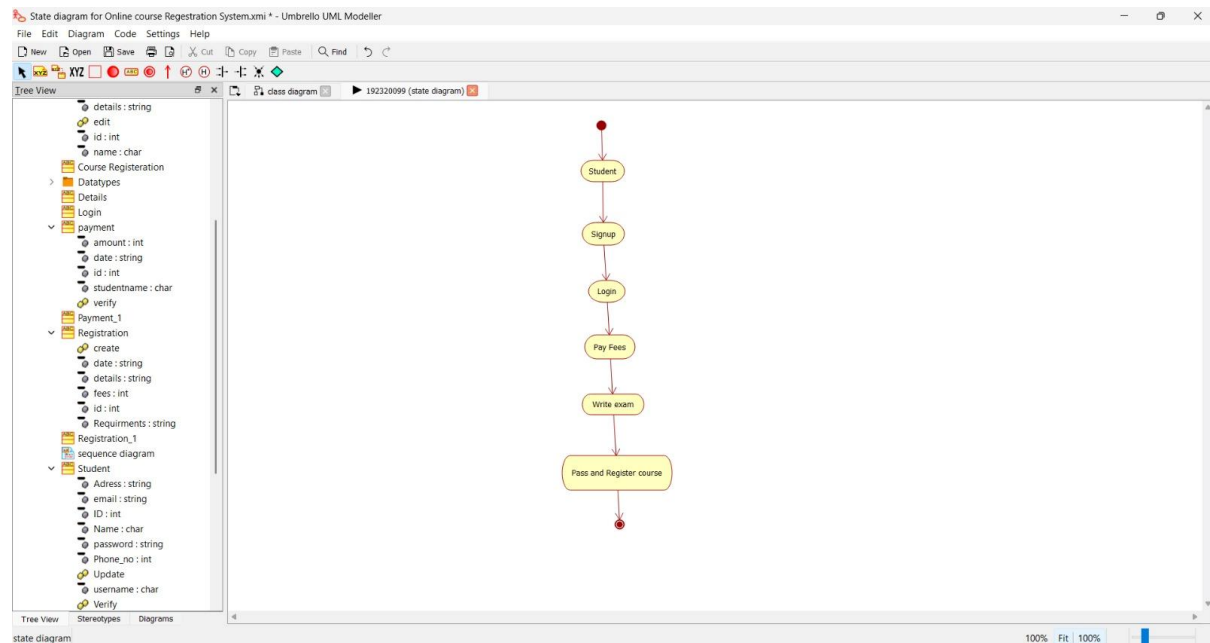 State diagram for Online course Regestration System.xmi * - Umbrello UML Modeller
File Edit Diagram Code Settings Help
New Open Save Cut Copy Paste Find
XYZ XYZ ABC H* H
Tree View
class diagram 192320099 (state diagram)
details : string
edit
id : int
name : char
Course Registeration
Datatypes
Details
Login
payment
amount : int
date : string
id : int
studentname : char
verify
Payment_1
Registration
create
date : string
details : string
fees : int
id : int
Requirments : string
Registration_1
sequence diagram
Student
Adress : string
email : string
ID : int
Name : char
password : string
Phone_no : int
Update
username : char
Verify
Tree View Stereotypes Diagrams
Student
Signup
Login
Pay Fees
Write exam
Pass and Register course
state diagram
100% Fit 100%